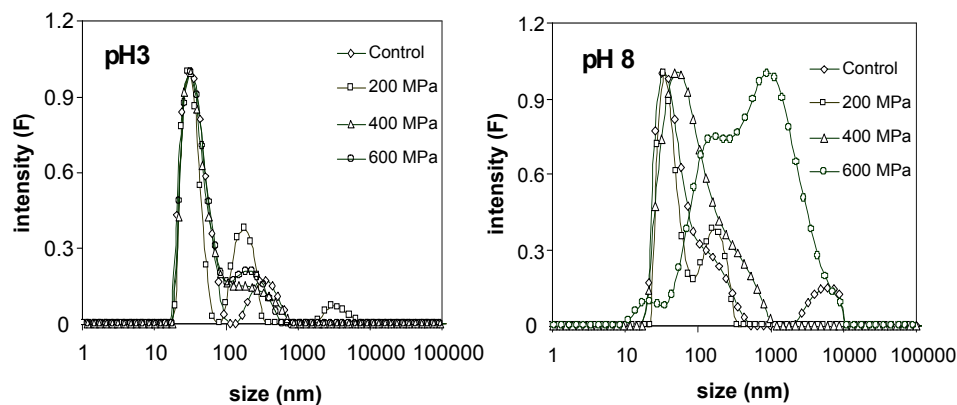 1.2
pH3
Control
200 MPa
400 MPa
600 MPa
0.9
0.6
0.3
0
1 10 100 1000 10000 100000
intensity (F)
size (nm)
1.2
pH 8
Control
200 MPa
400 MPa
600 MPa
0.9
0.6
0.3
0
1 10 100 1000 10000 100000
intensity (F)
size (nm)